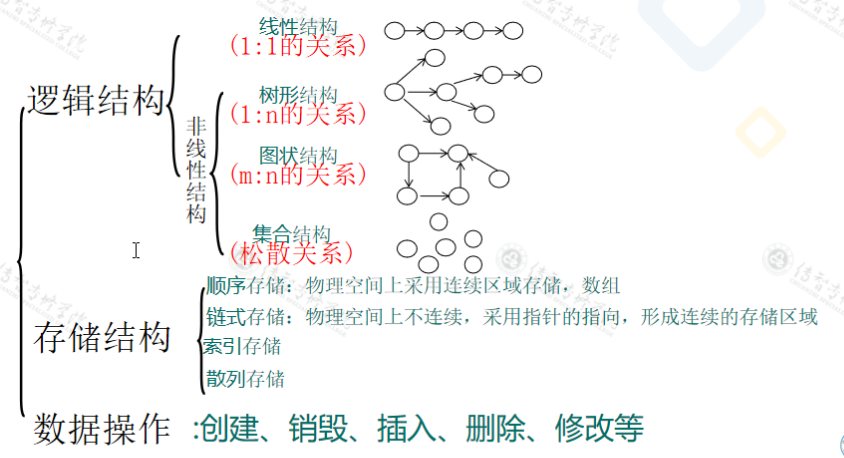 线性结构
(1:1的关系)
逻辑结构
树形结构
(1:n的关系)
非线性结构
图状结构
(m:n的关系)
集合结构
(松散关系)
顺序存储：物理空间上采用连续区域存储，数组
链式存储：物理空间上不连续，采用指针的指向，形成连续的存储区域
存储结构
索引存储
散列存储
数据操作 :创建、销毁、插入、删除、修改等